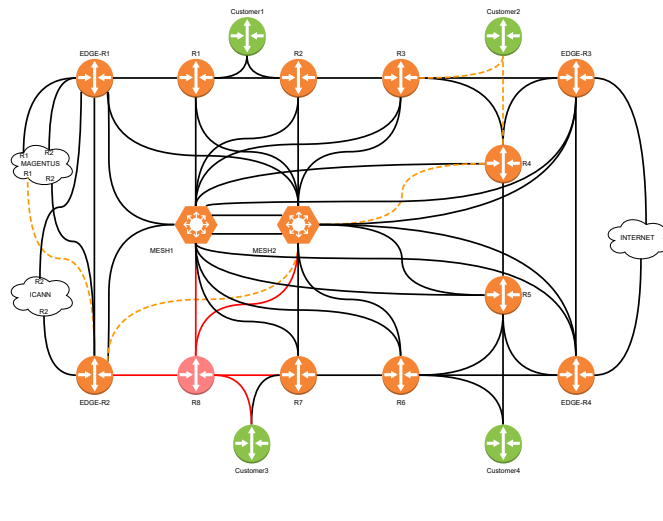 Customer1
Customer2
EDGE-R1
R1
R2
R3
EDGE-R3
R1
R2
MAGENTUS
R1
R2
R4
MESH1
MESH2
INTERNET
R2
ICANN
R2
R5
EDGE-R2
R8
R7
R6
EDGE-R4
Customer3
Customer4